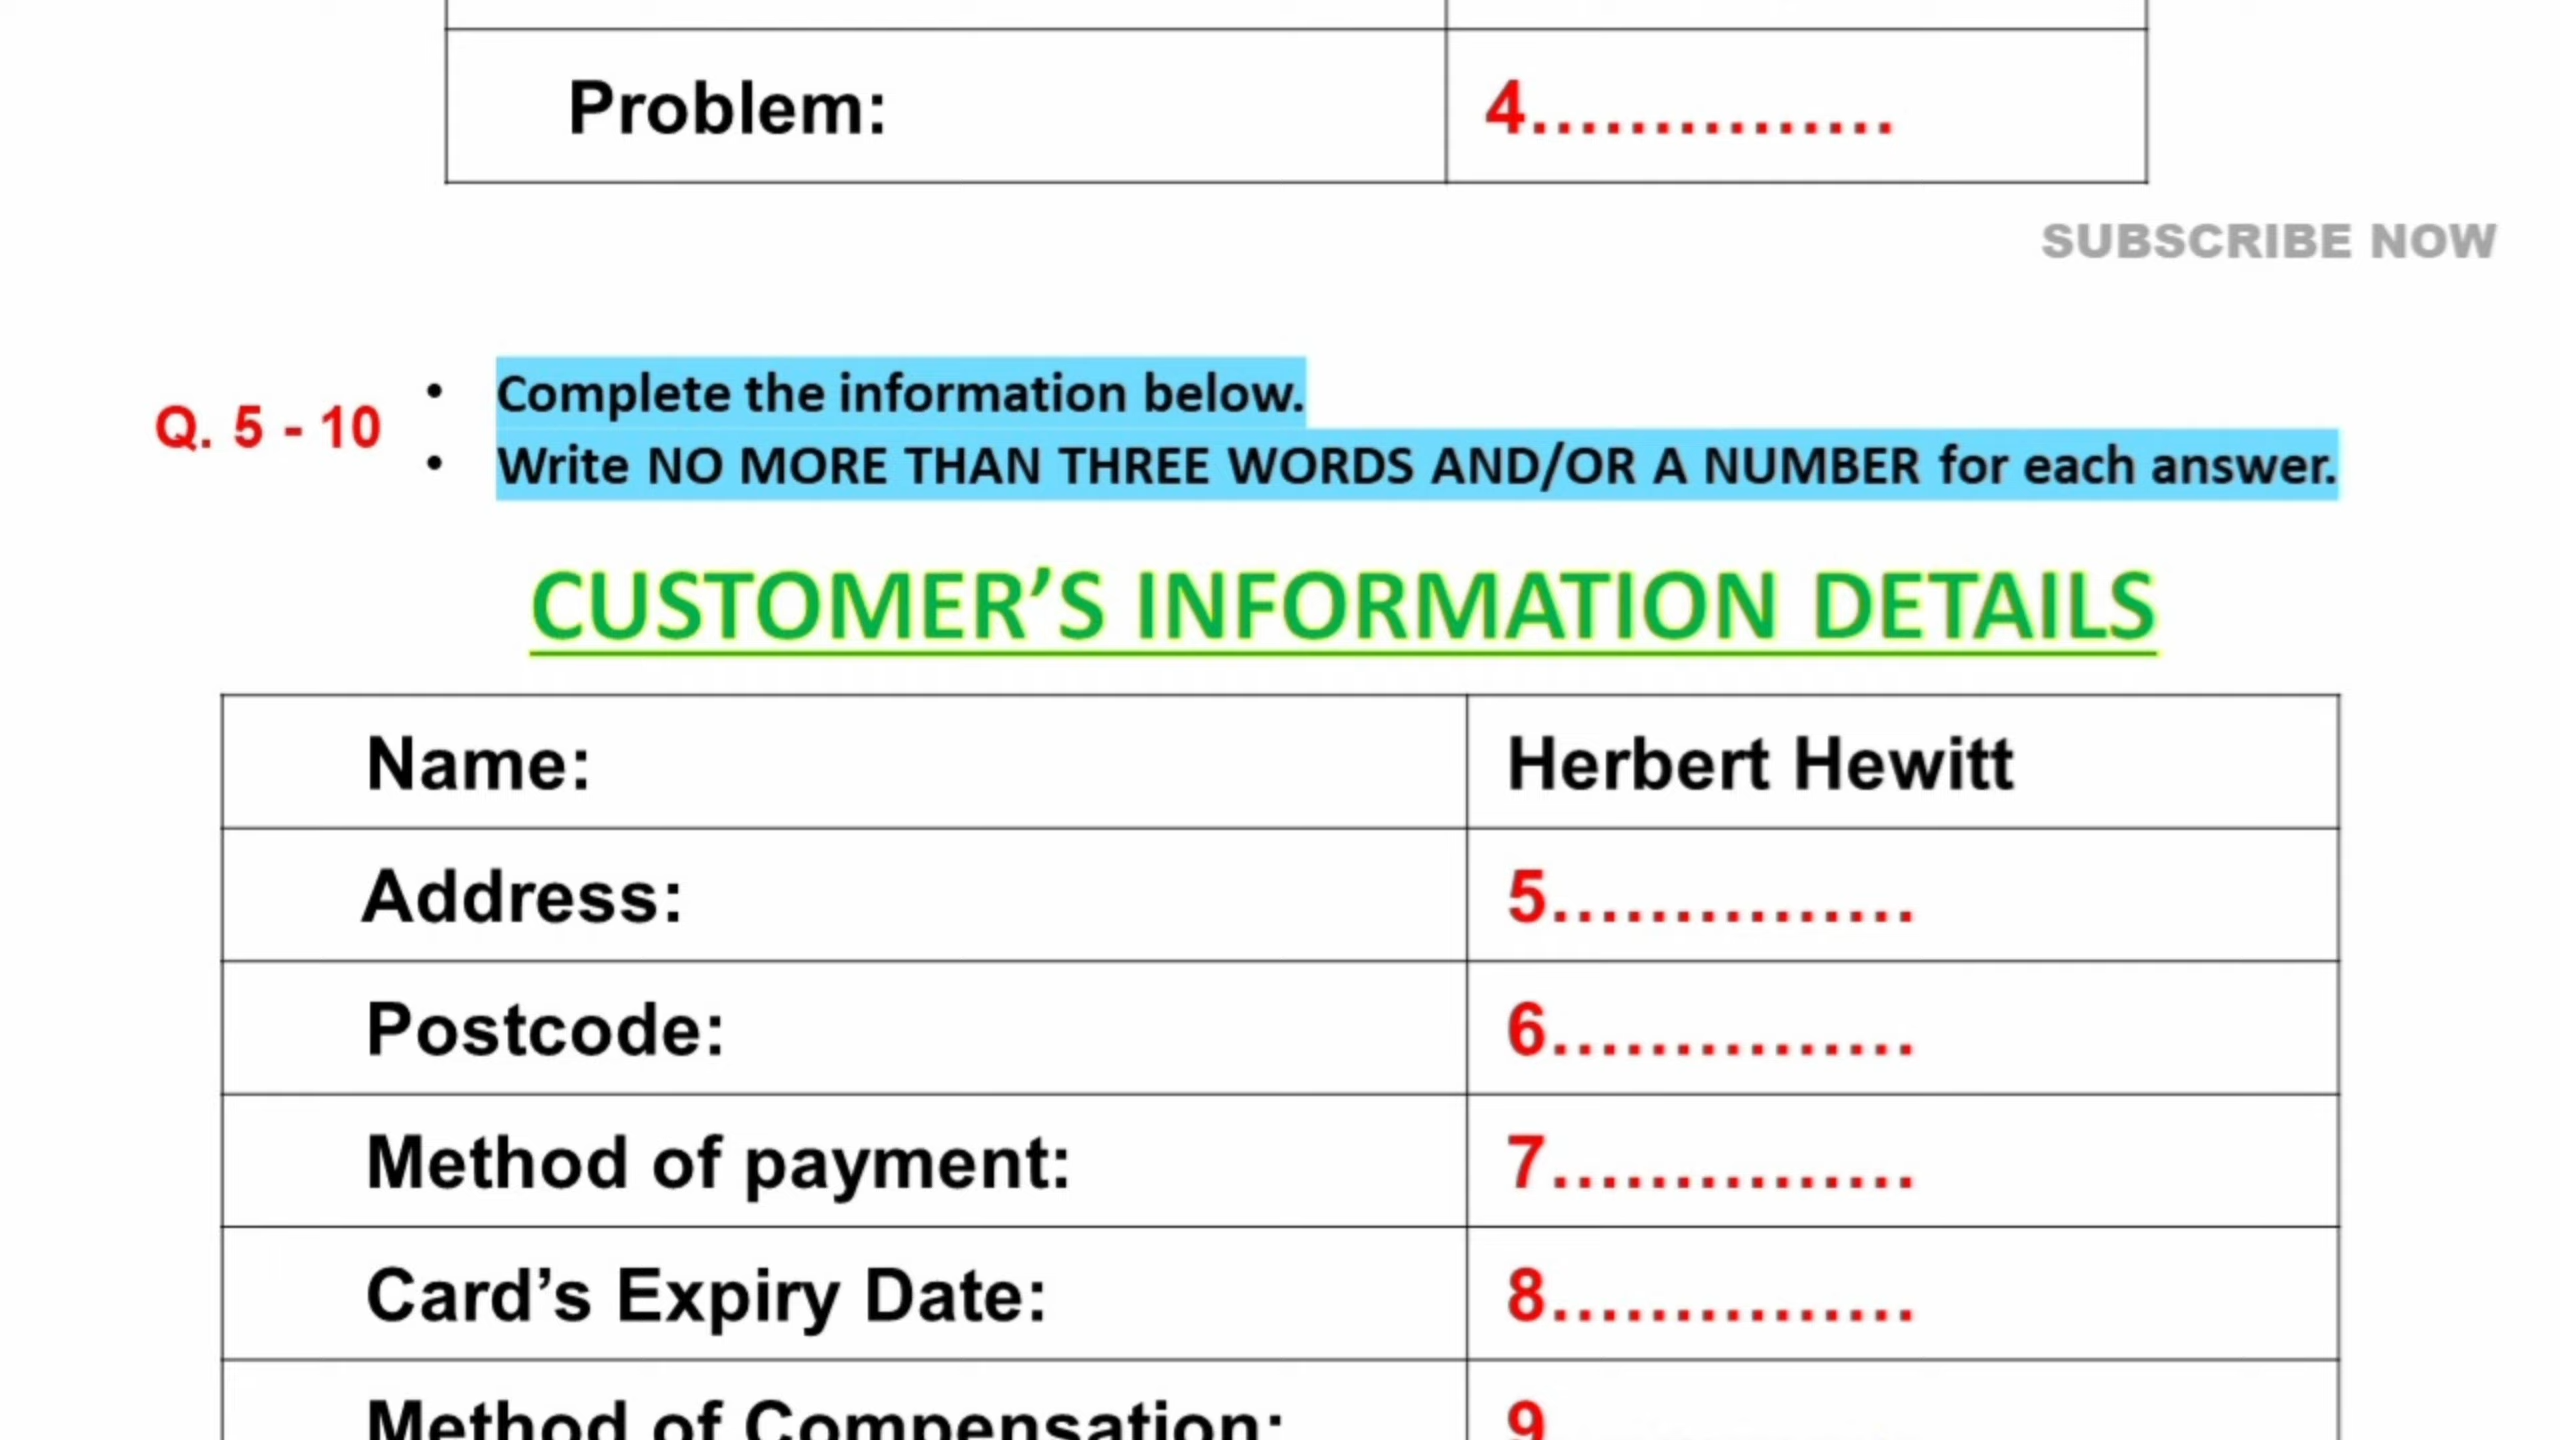 Problem:
4...............
SUBSCRIBE NOW
Q. 5 - 10
• Complete the information below.
• Write NO MORE THAN THREE WORDS AND/OR A NUMBER for each answer.
CUSTOMER’S INFORMATION DETAILS
Name:
Herbert Hewitt
Address:
5...............
Postcode:
6...............
Method of payment:
7...............
Card’s Expiry Date:
8...............
Method of Compensation:
9...............